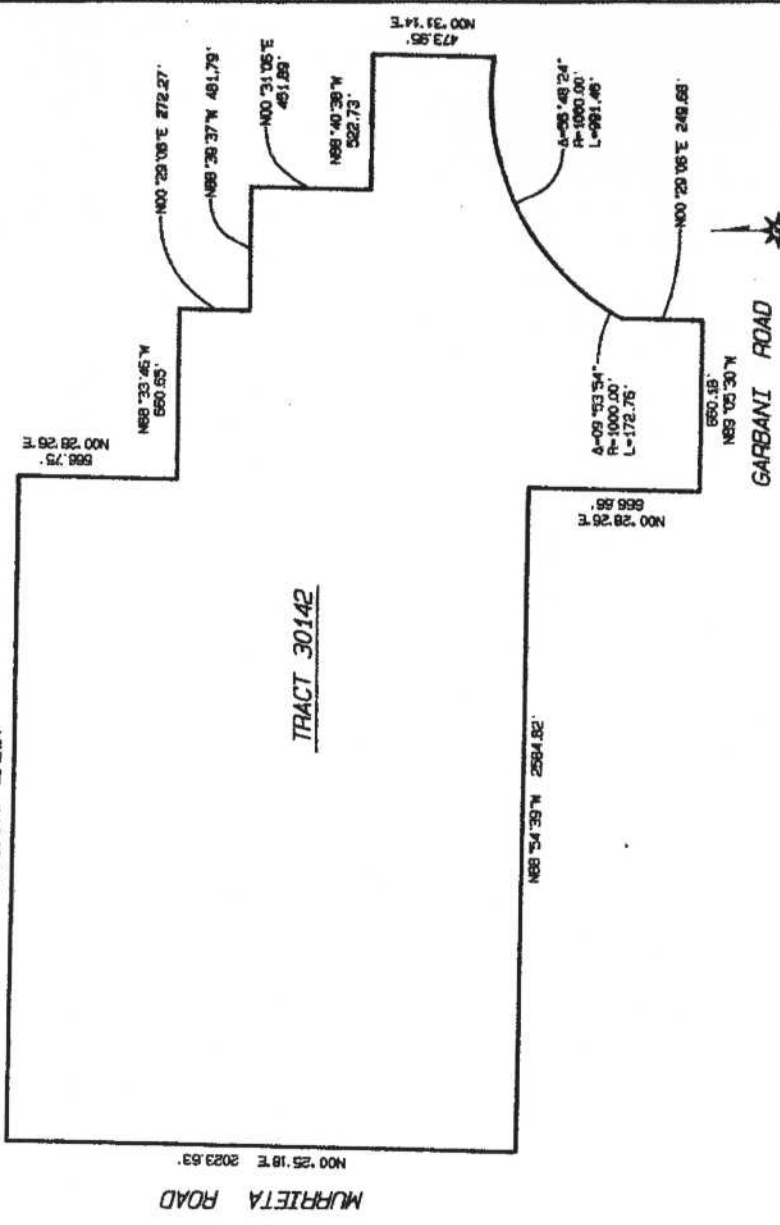 N00°31'14"E
473.95'
N00°31'06"E
461.89
N88°39'37"W 481.79'
N00°29'06"E 272.27'
N88°40'38"W
522.73'
N88°33'46"W
660.65'
N00°28'26"E
Δ=56°48'24"
R=1000.00'
L=991.46'
N00°29'06"E 249.68'
Δ=09°53'54"
R=1000.00'
L=172.76'
TRACT 30142
N00°28'26"E
666.66'
660.18'
N89°05'30"W
GARBANI ROAD
N88°54'39"W 2584.82'
N00°25'18"E 2023.63'
MURRIETA ROAD